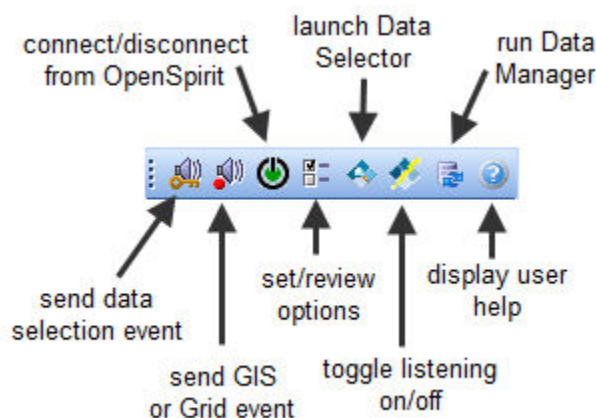 connect/disconnect
from OpenSpirit
launch Data
Selector
run Data
Manager
send data
selection event
send GIS
or Grid event
set/review
options
toggle listening
on/off
display user
help